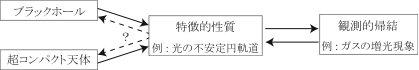 ブラックホール
超コンパクト天体
?
特徴的性質
例：光の不安定円軌道
観測的帰結
例：ガスの増光現象